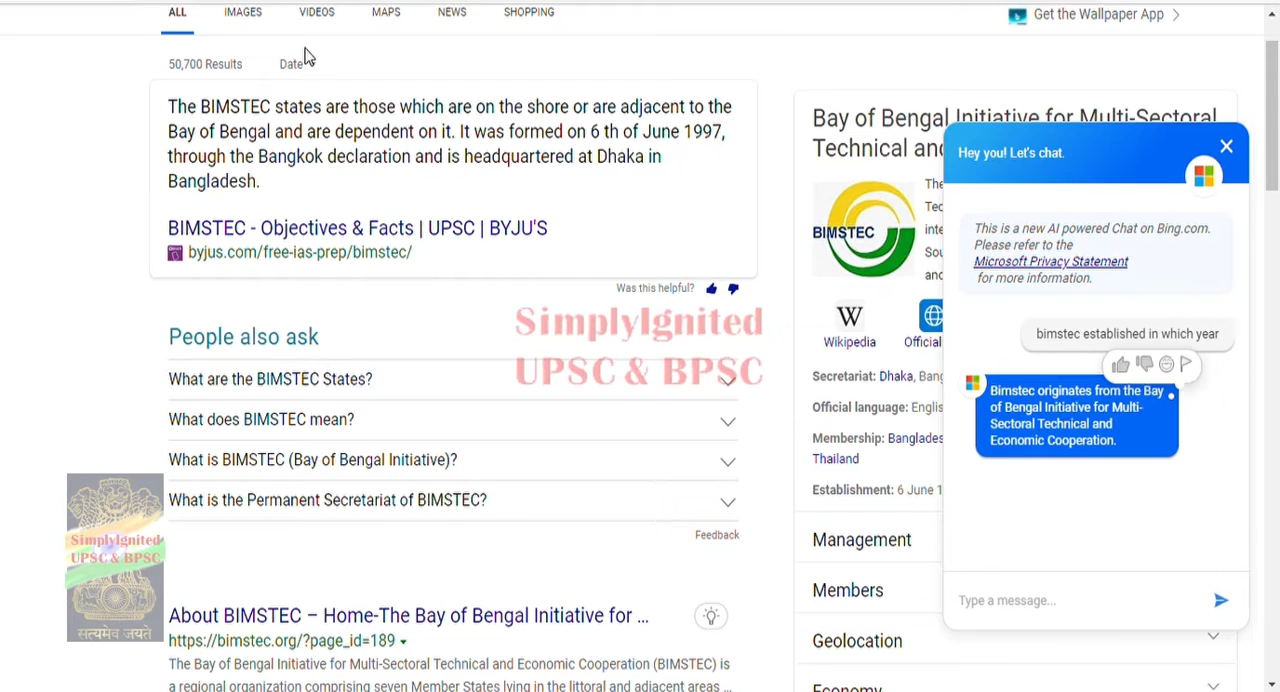 ALL IMAGES VIDEOS MAPS NEWS SHOPPING
Get the Wallpaper App
50,700 Results Date
The BIMSTEC states are those which are on the shore or are adjacent to the
Bay of Bengal and are dependent on it. It was formed on 6 th of June 1997,
through the Bangkok declaration and is headquartered at Dhaka in
Bangladesh.
BIMSTEC - Objectives & Facts | UPSC | BYJU'S
byjus.com/free-ias-prep/bimstec/
Was this helpful?
People also ask
What are the BIMSTEC States?
What does BIMSTEC mean?
What is BIMSTEC (Bay of Bengal Initiative)?
What is the Permanent Secretariat of BIMSTEC?
Feedback
SimplyIgnited
UPSC & BPSC
SimplyIgnited
UPSC & BPSC
सत्यमेव जयते
About BIMSTEC – Home-The Bay of Bengal Initiative for ...
https://bimstec.org/?page_id=189
The Bay of Bengal Initiative for Multi-Sectoral Technical and Economic Cooperation (BIMSTEC) is
a regional organization comprising seven Member States lying in the littoral and adjacent areas ...
Bay of Bengal Initiative for Multi-Sectoral
Technical
BIMSTEC
The
W
Wikipedia
Official
Secretariat: Dhaka,
Official language:
Membership:
Thailand
Establishment: 6 June
Management
Members
Geolocation
Economy
Hey you! Let's chat.
This is a new AI powered Chat on Bing.com.
Please refer to the
Microsoft Privacy Statement
for more information.
bimstec established in which year
Bimstec originates from the Bay
of Bengal Initiative for Multi-
Sectoral Technical and
Economic Cooperation.
Type a message...